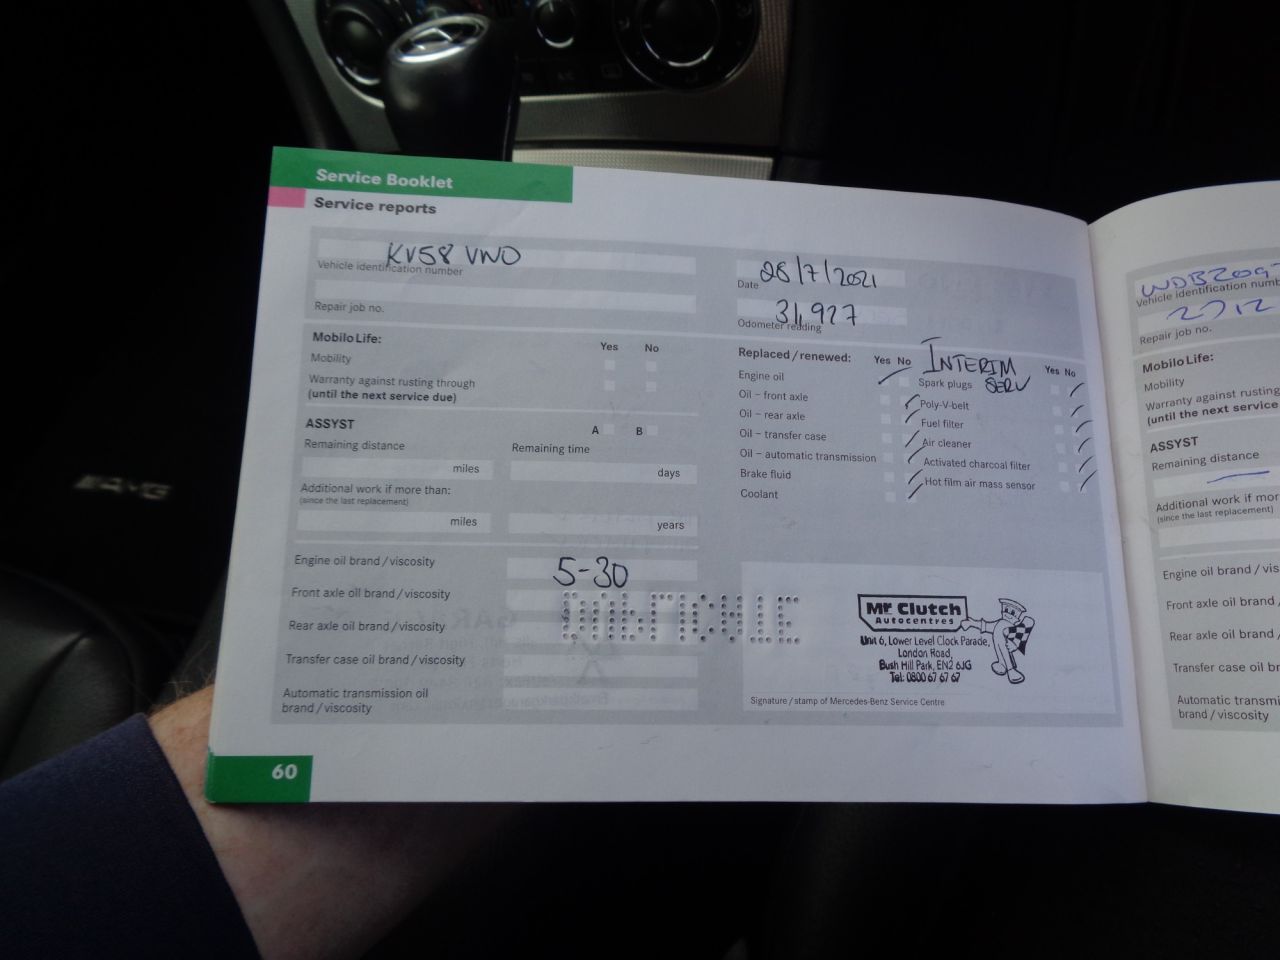 Service Booklet
Service reports
KV58 VWO
Vehicle identification number
Repair job no.
MobiloLife:
Yes No
Mobility
Warranty against rusting through
(until the next service due)
ASSYST
A B
Remaining distance
Remaining time
miles
days
Additional work if more than:
(since the last replacement)
miles
years
Engine oil brand/viscosity
5-30
Front axle oil brand/viscosity
Rear axle oil brand/viscosity
Transfer case oil brand/viscosity
Automatic transmission oil
brand/viscosity
60
28/7/2021
Date
31,927
Odometer reading
Replaced/renewed:
Yes No
INTERIM
SERV
Yes No
Engine oil
Spark plugs
Oil – front axle
Poly-V-belt
Oil – rear axle
Fuel filter
Oil – transfer case
Air cleaner
Oil – automatic transmission
Activated charcoal filter
Brake fluid
Hot film air mass sensor
Coolant
Mr Clutch
Autocentres
Unit 6, Lower Level Clock Parade,
London Road,
Bush Hill Park, EN2 6JG
Tel: 0800 67 67 67
Signature/stamp of Mercedes-Benz Service Centre
Vehicle identification
Repair job no.
MobiloLife:
Mobility
Warranty against rusting
(until the next service
ASSYST
Remaining distance
Additional work if
(since the last replacement)
Engine oil brand
Front axle oil brand
Rear axle oil brand
Transfer case oil
Automatic
brand/viscosity
AMG